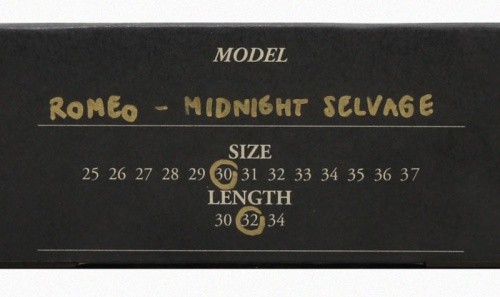 MODEL
ROMEO - MIDNIGHT SELVAGE
SIZE
25 26 27 28 29 30 31 32 33 34 35 36 37
LENGTH
30 32 34